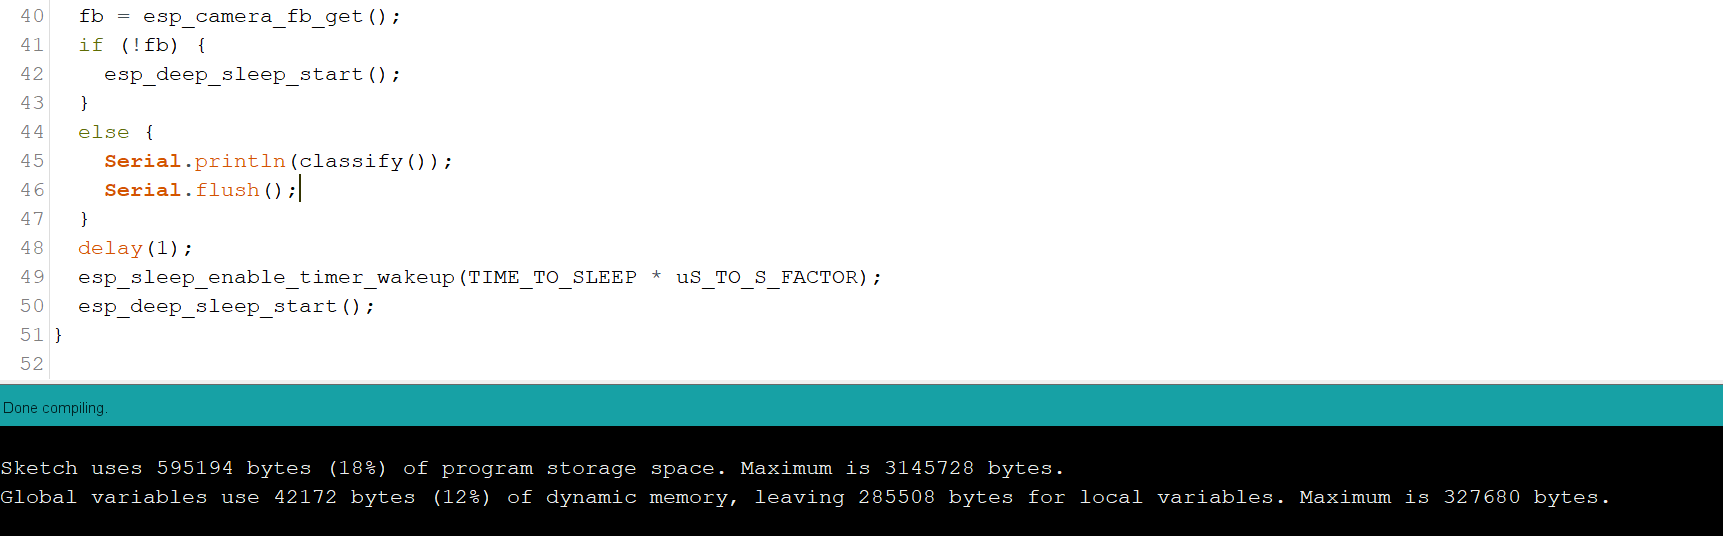 40 fb = esp_camera_fb_get();
41 if (!fb) {
42 esp_deep_sleep_start();
43 }
44 else {
45 Serial.println(classify());
46 Serial.flush();
47 }
48 delay(1);
49 esp_sleep_enable_timer_wakeup(TIME_TO_SLEEP * uS_TO_S_FACTOR);
50 esp_deep_sleep_start();
51 }
52
Done compiling.
Sketch uses 595194 bytes (18%) of program storage space. Maximum is 3145728 bytes.
Global variables use 42172 bytes (12%) of dynamic memory, leaving 285508 bytes for local variables. Maximum is 327680 bytes.